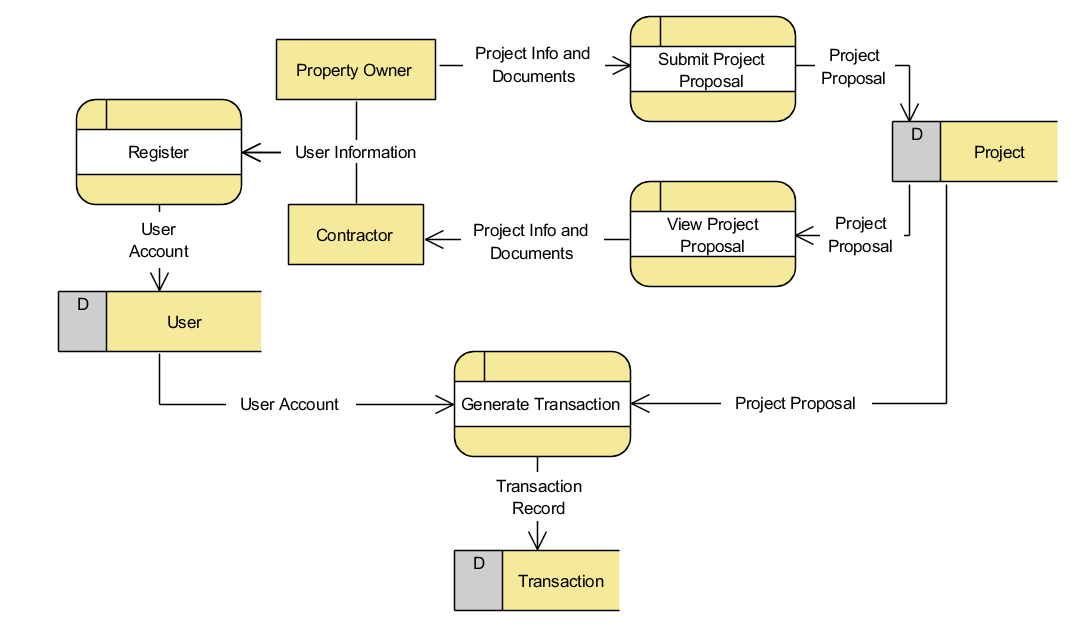 Property Owner
Project Info and
Documents
Submit Project
Proposal
Project
Proposal
D
Project
Register
User Information
User
Account
Contractor
Project Info and
Documents
View Project
Proposal
Project
Proposal
D
User
User Account
Generate Transaction
Project Proposal
Transaction
Record
D
Transaction